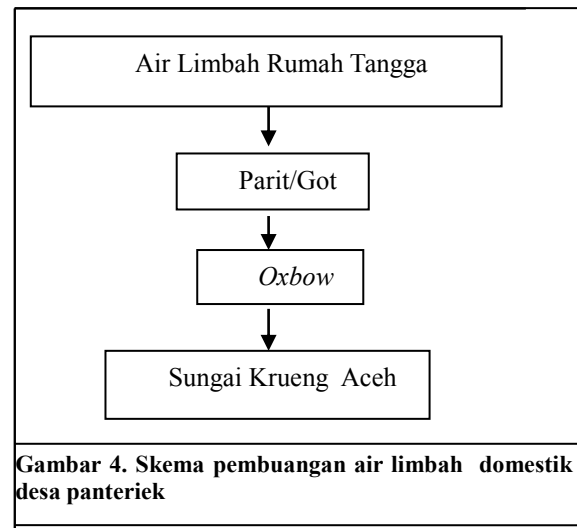 Air Limbah Rumah Tangga
Parit/Got
Oxbow
Sungai Krueng Aceh
Gambar 4. Skema pembuangan air limbah domestik
desa panteriek